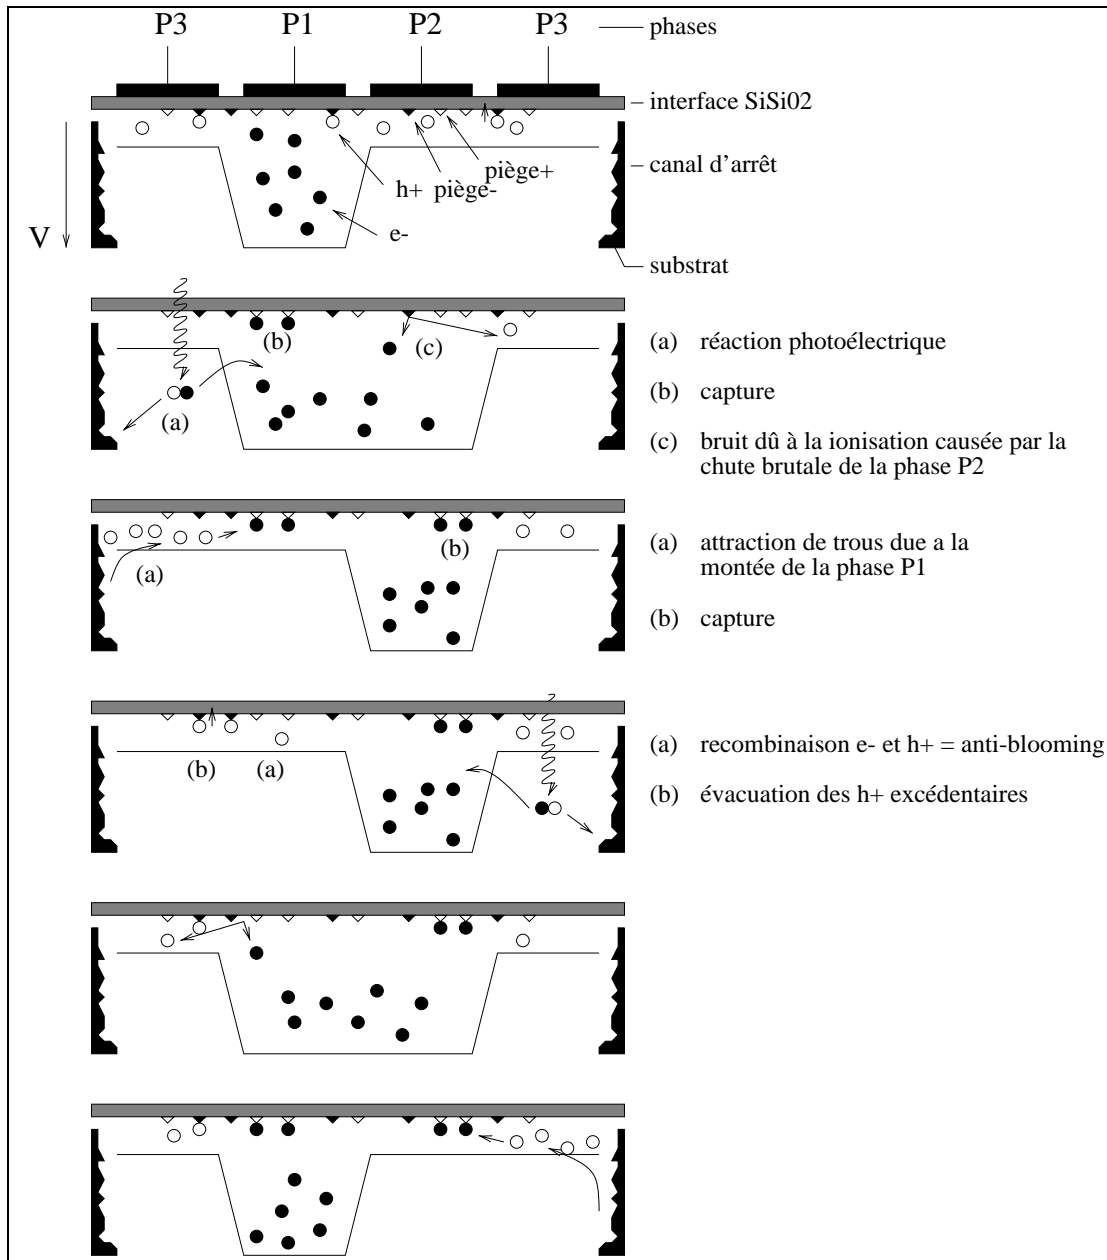 P3 P1 P2 P3 phases
interface SiSi02
canal d'arrêt
piège+
h+ piège-
e-
V
substrat
(b)
(c)
(a)
(a) réaction photoélectrique
(b) capture
(c) bruit dû à la ionisation causée par la
chute brutale de la phase P2
(b)
(a)
(a) attraction de trous due a la
montée de la phase P1
(b) capture
(b) (a)
(a) recombinaison e- et h+ = anti-blooming
(b) évacuation des h+ excédentaires